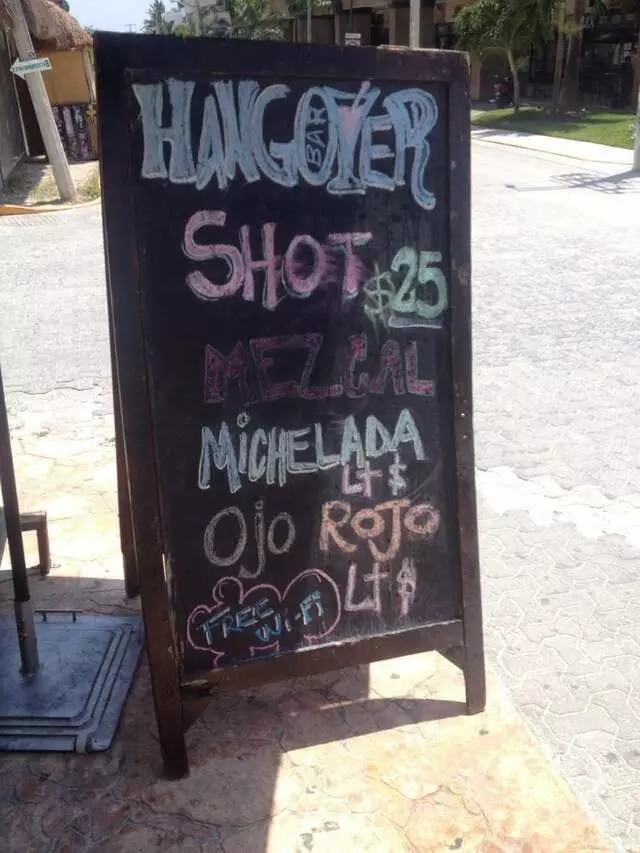 HANGOVER
BAR
SHOT $25
MEZCAL
MiCHELADA
Lt $
Ojo ROjO
Lt $
FREE
Wi-Fi